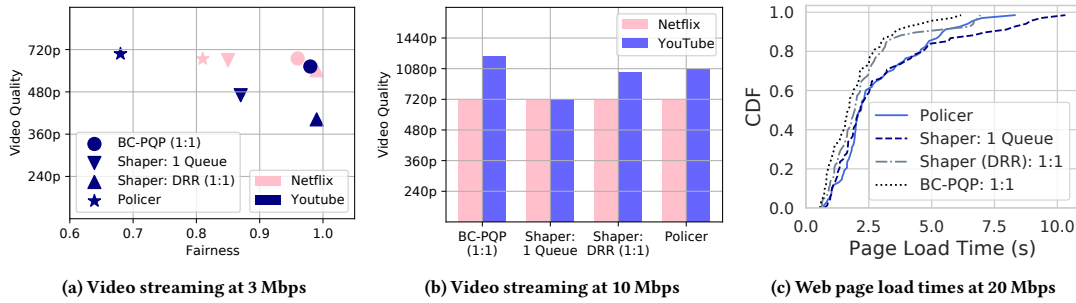 720p
480p
360p
240p
Video Quality
BC-PQP (1:1)
Shaper: 1 Queue
Shaper: DRR (1:1)
Policer
Netflix
Youtube
0.6 0.7 0.8 0.9 1.0
Fairness
(a) Video streaming at 3 Mbps
Netflix
YouTube
1440p
1080p
720p
480p
360p
240p
Video Quality
BC-PQP
(1:1)
Shaper:
1 Queue
Shaper:
DRR (1:1)
Policer
(b) Video streaming at 10 Mbps
1.0
0.8
0.6
0.4
0.2
0.0
CDF
Policer
Shaper: 1 Queue
Shaper (DRR): 1:1
BC-PQP: 1:1
0.0 2.5 5.0 7.5 10.0
Page Load Time (s)
(c) Web page load times at 20 Mbps